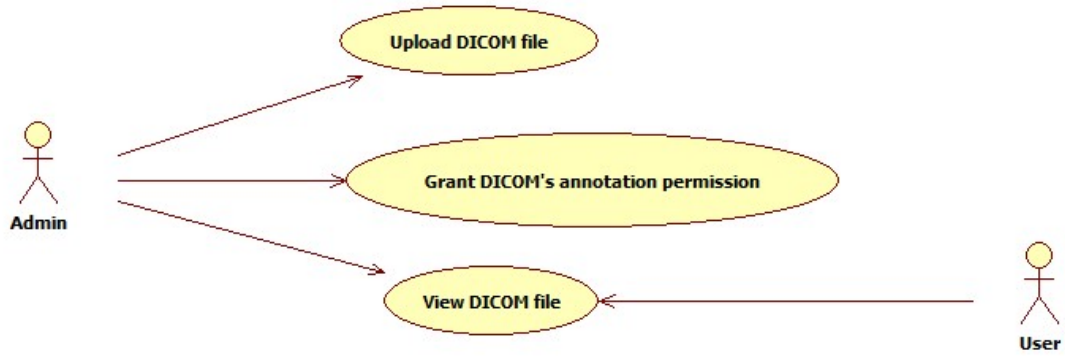 Upload DICOM file
Grant DICOM's annotation permission
Admin
View DICOM file
User